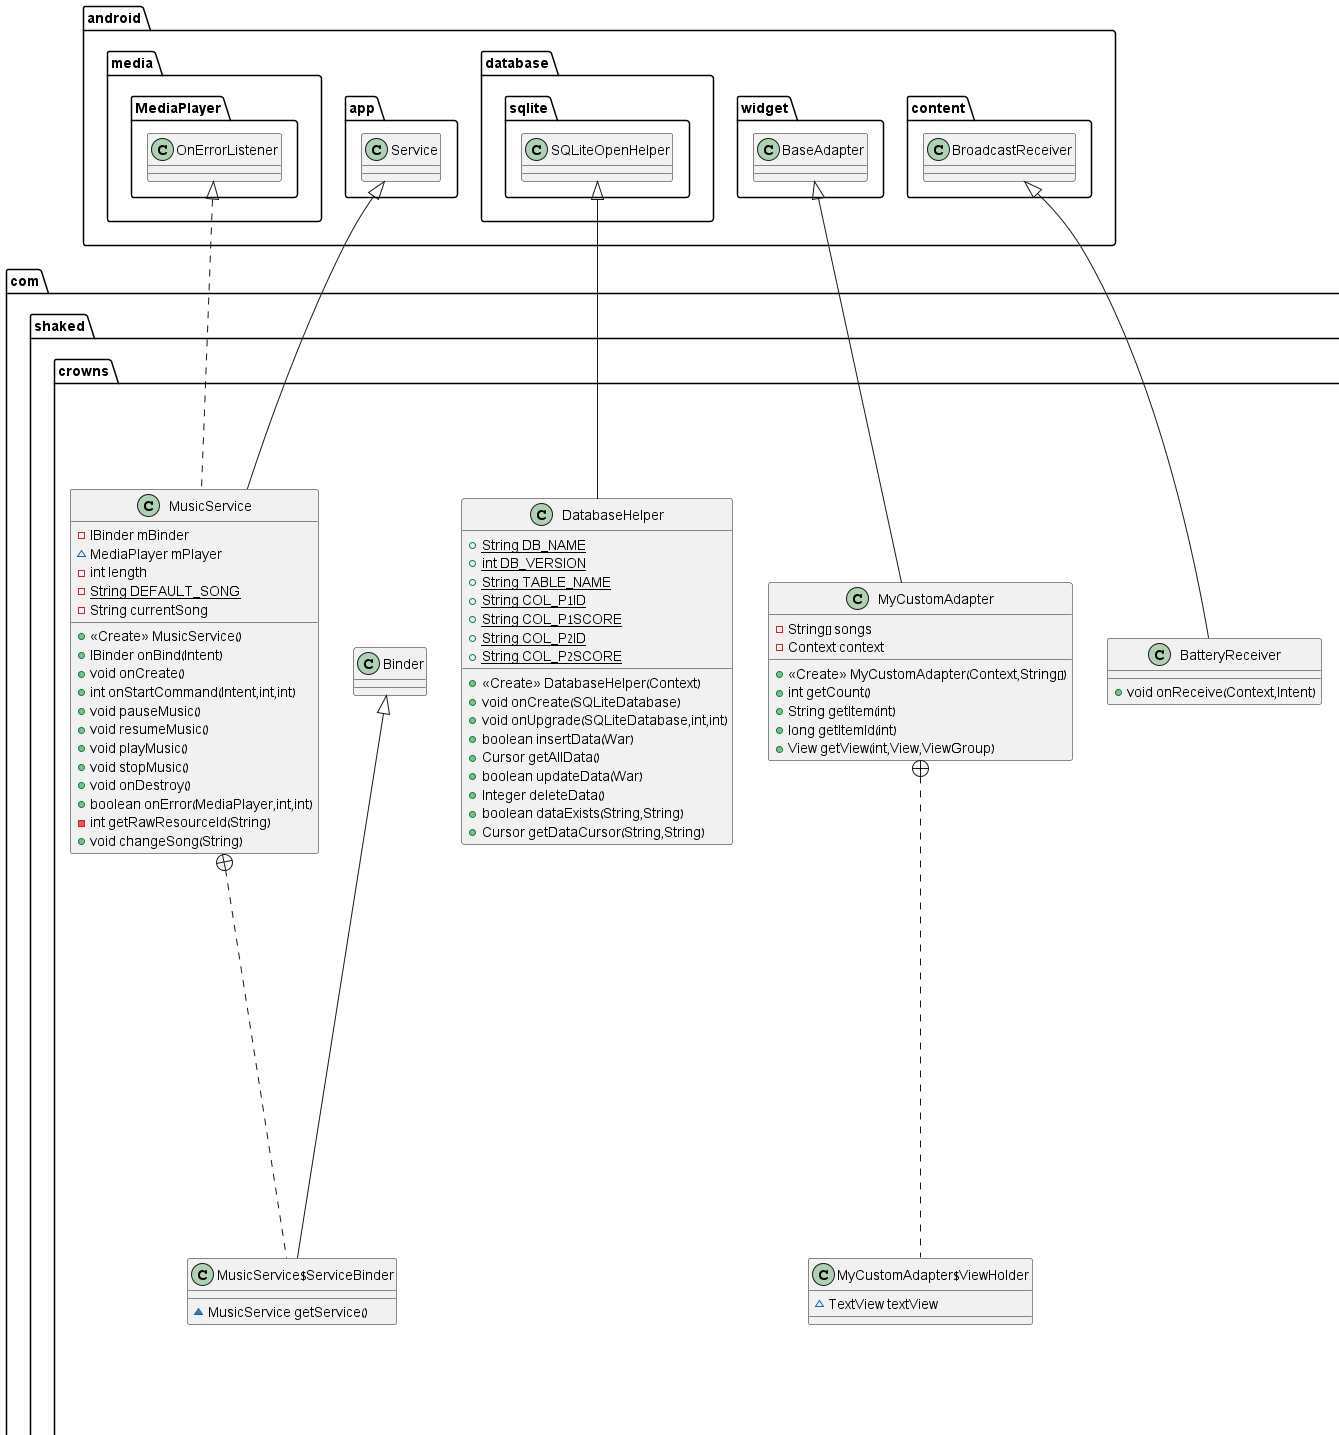 android
media
database
MediaPlayer
app
sqlite
widget
content
C OnErrorListener
C Service
C SQLiteOpenHelper
C BaseAdapter
C BroadcastReceiver
com
shaked
crowns
C MusicService
IBinder mBinder
MediaPlayer mPlayer
int length
String DEFAULT_SONG
String currentSong
«Create» MusicService()
IBinder onBind(Intent)
void onCreate()
int onStartCommand(Intent,int,int)
void pauseMusic()
void resumeMusic()
void playMusic()
void stopMusic()
void onDestroy()
boolean onError(MediaPlayer,int,int)
int getRawResourceId(String)
void changeSong(String)
C Binder
C DatabaseHelper
String DB_NAME
int DB_VERSION
String TABLE_NAME
String COL_P1ID
String COL_P1SCORE
String COL_P2ID
String COL_P2SCORE
«Create» DatabaseHelper(Context)
void onCreate(SQLiteDatabase)
void onUpgrade(SQLiteDatabase,int,int)
boolean insertData(War)
Cursor getAllData()
boolean updateData(War)
Integer deleteData()
boolean dataExists(String,String)
Cursor getDataCursor(String,String)
C MyCustomAdapter
String[] songs
Context context
«Create» MyCustomAdapter(Context,String[])
int getCount()
String getItem(int)
long getItemId(int)
View getView(int,View,ViewGroup)
C BatteryReceiver
void onReceive(Context,Intent)
C MusicService$ServiceBinder
MusicService getService()
C MyCustomAdapter$ViewHolder
TextView textView